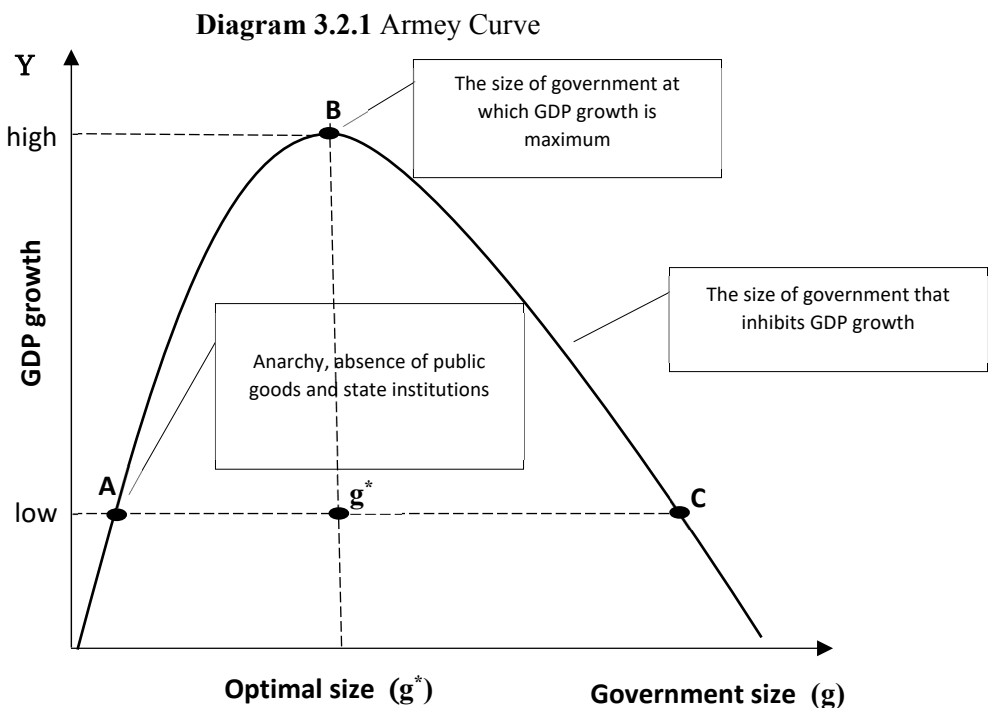 Diagram 3.2.1 Armey Curve
Y
The size of government at
which GDP growth is
maximum
B
high
GDP growth
The size of government that
inhibits GDP growth
Anarchy, absence of public
goods and state institutions
A
g*
C
low
Optimal size (g*)
Government size (g)